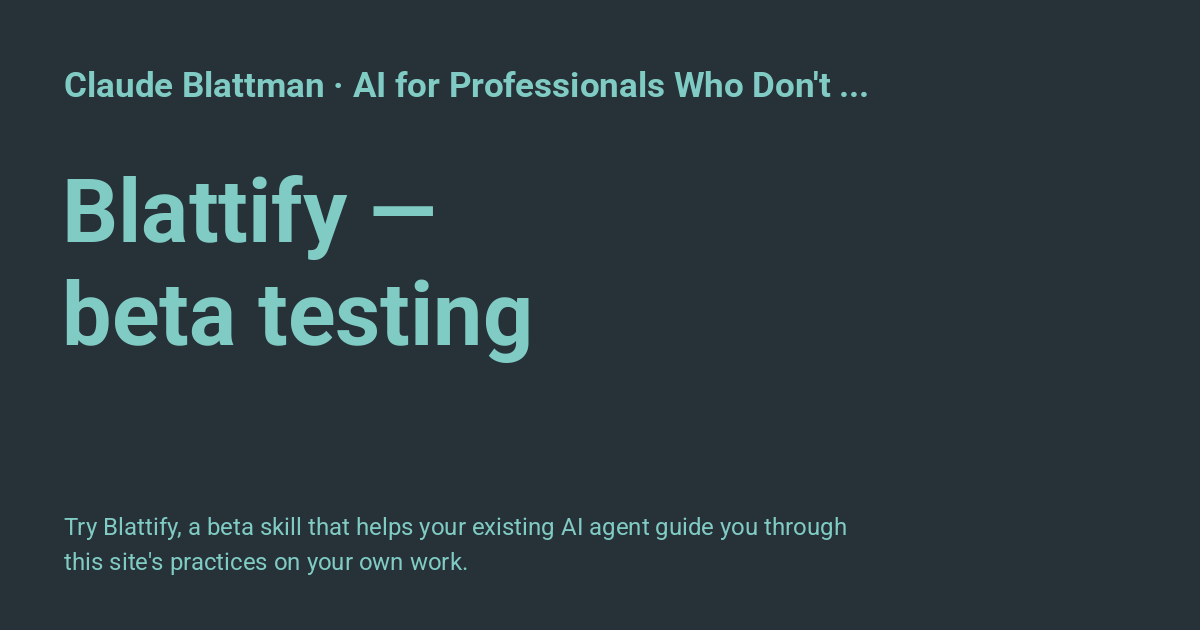 Claude Blattman · AI for Professionals Who Don't ...
Blattify —
beta testing
Try Blattify, a beta skill that helps your existing AI agent guide you through
this site's practices on your own work.